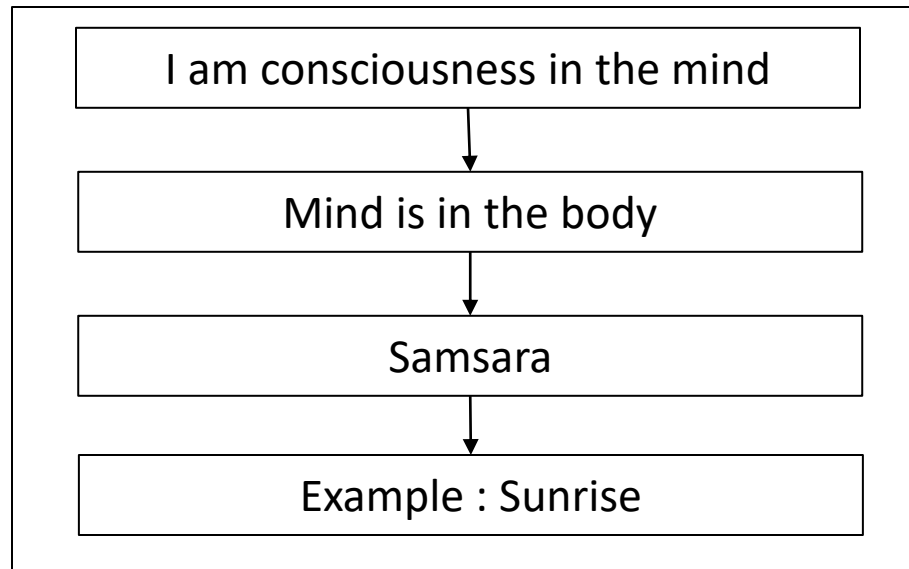 I am consciousness in the mind
Mind is in the body
Samsara
Example : Sunrise